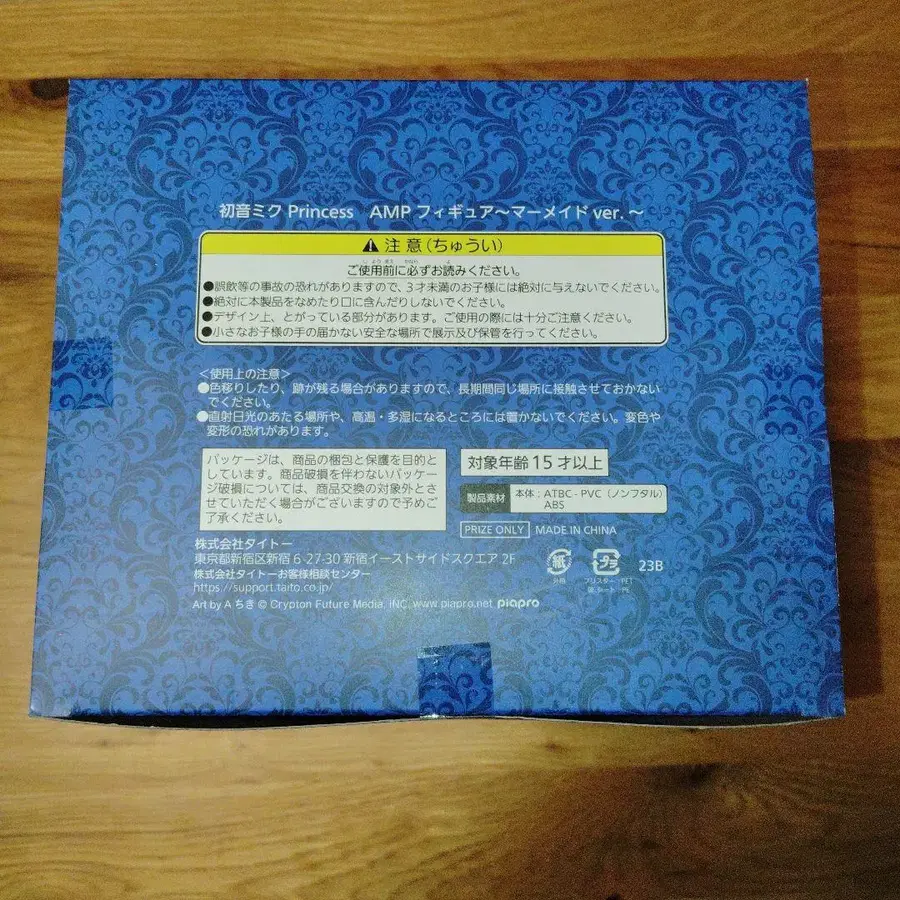 初音ミク Princess AMP フィギュア〜マーメイド ver. 〜
注意(ちゅうい)
ご使用前に必ずお読みください。
●誤飲等の事故の恐れがありますので、3才未満のお子様には絶対に与えないでください。
●絶対に本製品をなめたり口に含んだりしないでください。
●デザイン上、とがっている部分があります。ご使用の際には十分ご注意ください。
●小さなお子様の手の届かない安全な場所で展示及び保管を行ってください。
<使用上の注意>
●色移りしたり、跡が残る場合がありますので、長期間同じ場所に接触させておかない
でください。
●直射日光のあたる場所や、高温・多湿になるところには置かないでください。変色や
変形の恐れがあります。
パッケージは、商品の梱包と保護を目的と
しています。商品破損を伴わないパッケー
ジ破損については、商品交換の対象外とさ
せていただく場合がございますので予めご
了承ください。
対象年齢15才以上
製品素材
本体:ATBC-PVC(ノンフタル)
ABS
PRIZE ONLY MADE IN CHINA
株式会社タイトー
東京都新宿区新宿 6-27-30 新宿イーストサイドスクエア 2F
株式会社タイトーお客様相談センター
https://support.taito.co.jp/
Art by A ちき © Crypton Future Media, INC. www.piapro.net piapro
紙
プラ
23B
ブリスター:PET